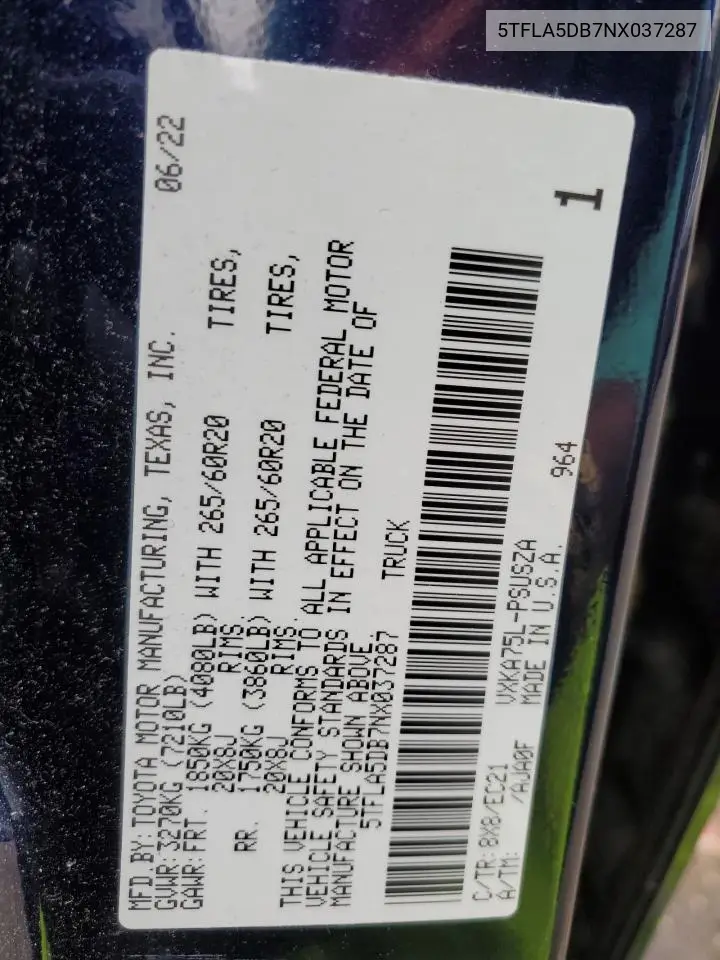 5TFLA5DB7NX037287
MFD.BY: TOYOTA MOTOR MANUFACTURING, TEXAS, INC. 06/22
GVWR: 3270KG (7210LB)
GAWR: FRT. 1850KG (4080LB) WITH 265/60R20 TIRES,
20X8J RIMS
RR. 1750KG (3860LB) WITH 265/60R20 TIRES,
20X8J RIMS.
THIS VEHICLE CONFORMS TO ALL APPLICABLE FEDERAL MOTOR
VEHICLE SAFETY STANDARDS IN EFFECT ON THE DATE OF
MANUFACTURE SHOWN ABOVE.
5TFLA5DB7NX037287 TRUCK
C/TR: 8X8/EC21 VXKA75L-PSUSZA 964
A/TM: /AJA0F MADE IN U.S.A.
1